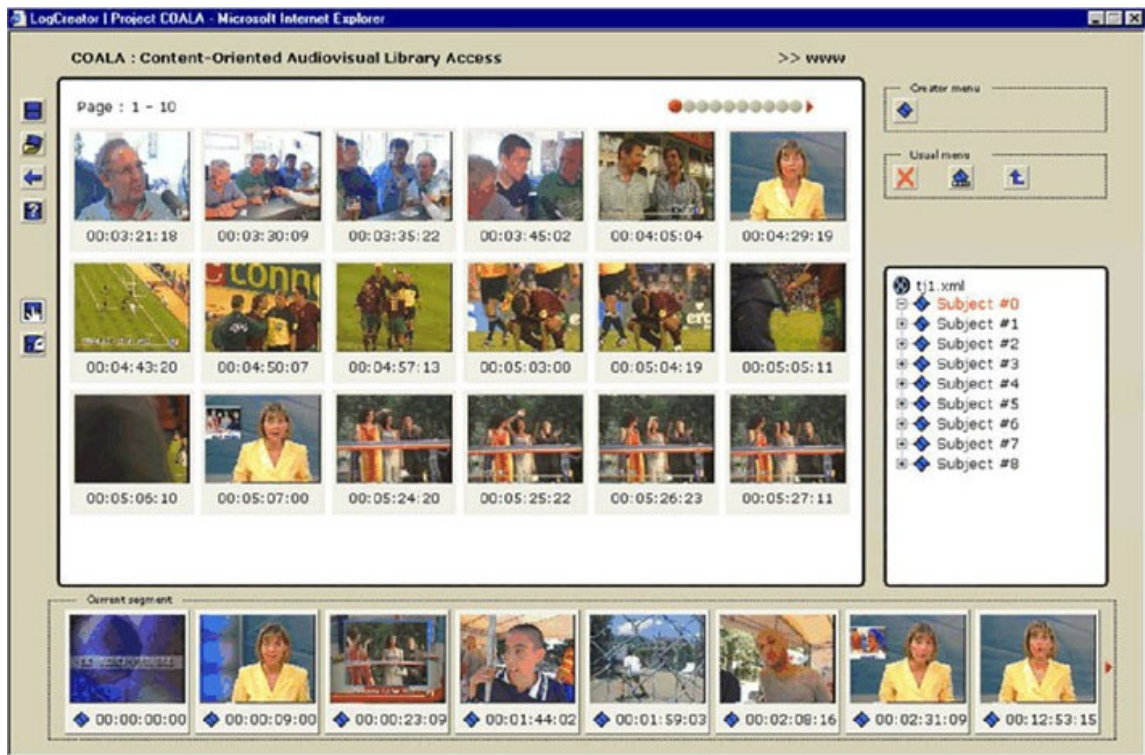 LogCreator | Project COALA - Microsoft Internet Explorer
COALA : Content-Oriented Audiovisual Library Access
>> www
Page : 1 - 10
Creator menu
Usual menu
00:03:21:18 00:03:30:09 00:03:35:22 00:03:45:02 00:04:05:04 00:04:29:19
conn
00:04:43:20 00:04:50:07 00:04:57:13 00:05:03:00 00:05:04:19 00:05:05:11
00:05:06:10 00:05:07:00 00:05:24:20 00:05:25:22 00:05:26:23 00:05:27:11
tj1.xml
Subject #0
Subject #1
Subject #2
Subject #3
Subject #4
Subject #5
Subject #6
Subject #7
Subject #8
Current segment
00:00:00:00 00:00:09:00 00:00:23:09 00:01:44:02 00:01:59:03 00:02:08:16 00:02:31:09 00:12:53:15